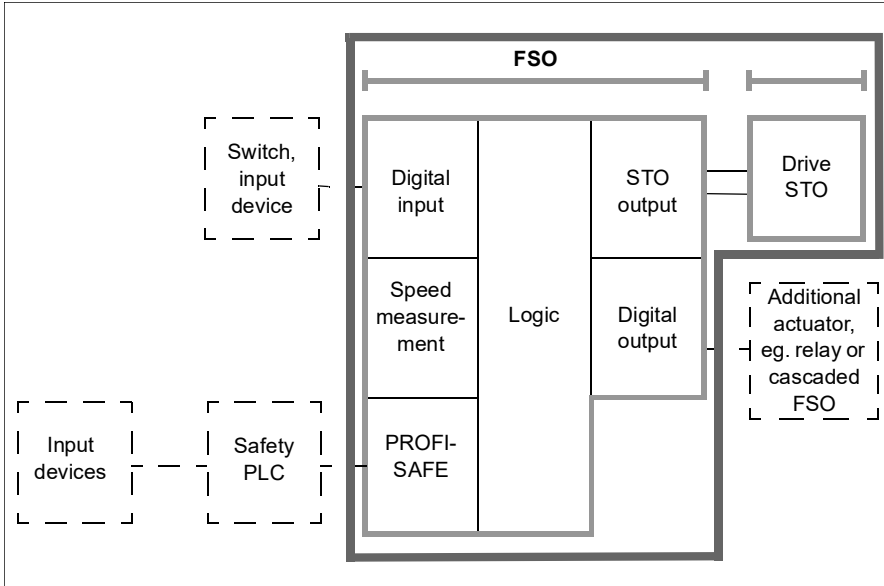 FSO
Switch,
input
device
Digital
input
STO
output
Drive
STO
Speed
measure-
ment
Logic
Digital
output
Additional
actuator,
eg. relay or
cascaded
FSO
Input
devices
Safety
PLC
PROFI-
SAFE